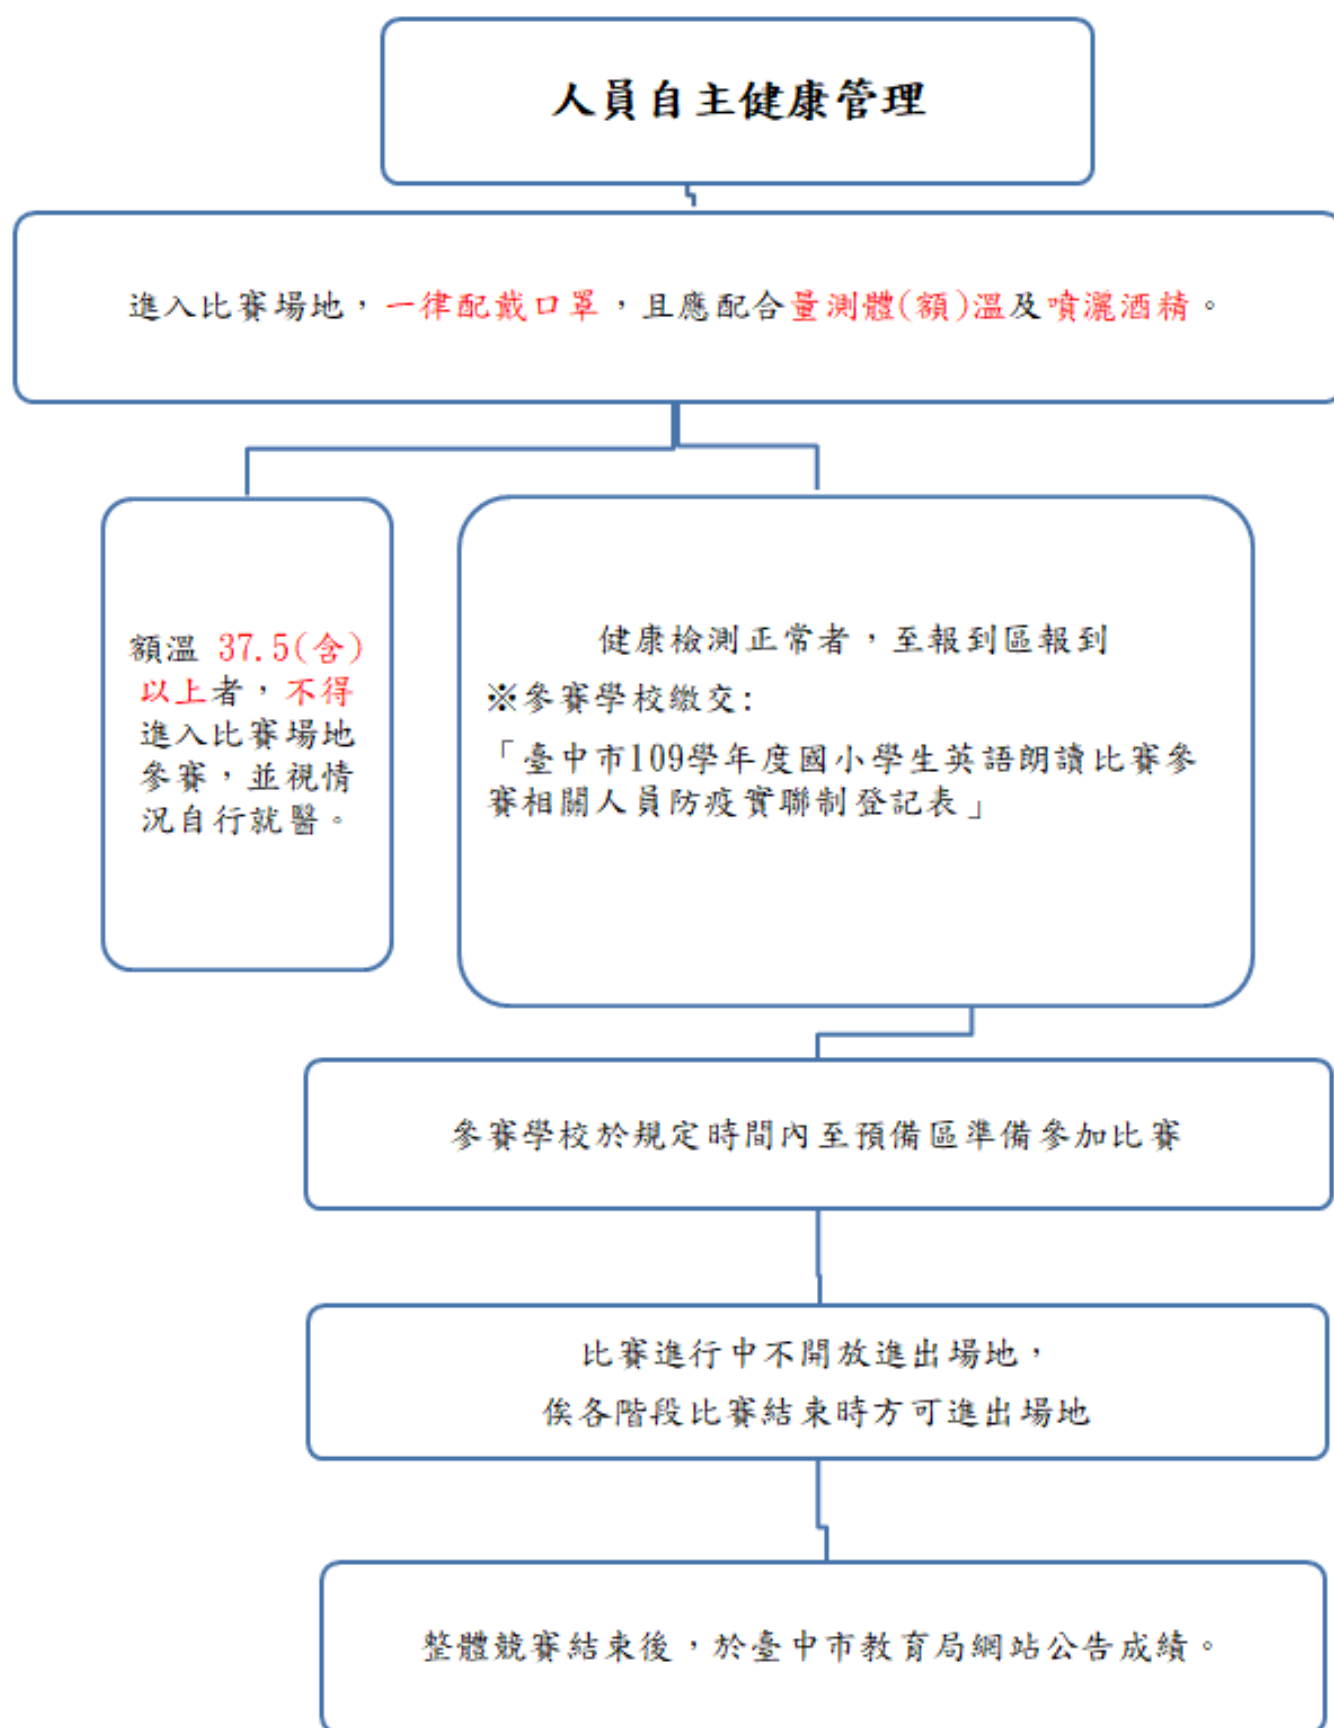 人員自主健康管理
進入比賽場地，一律配戴口罩，且應配合量測體(額)溫及噴灑酒精。
額溫 37.5(含)
以上者，不得
進入比賽場地
參賽，並視情
況自行就醫。
健康檢測正常者，至報到區報到
※參賽學校繳交:
「臺中市109學年度國小學生英語朗讀比賽參
賽相關人員防疫實聯制登記表」
參賽學校於規定時間內至預備區準備參加比賽
比賽進行中不開放進出場地，
俟各階段比賽結束時方可進出場地
整體競賽結束後，於臺中市教育局網站公告成績。